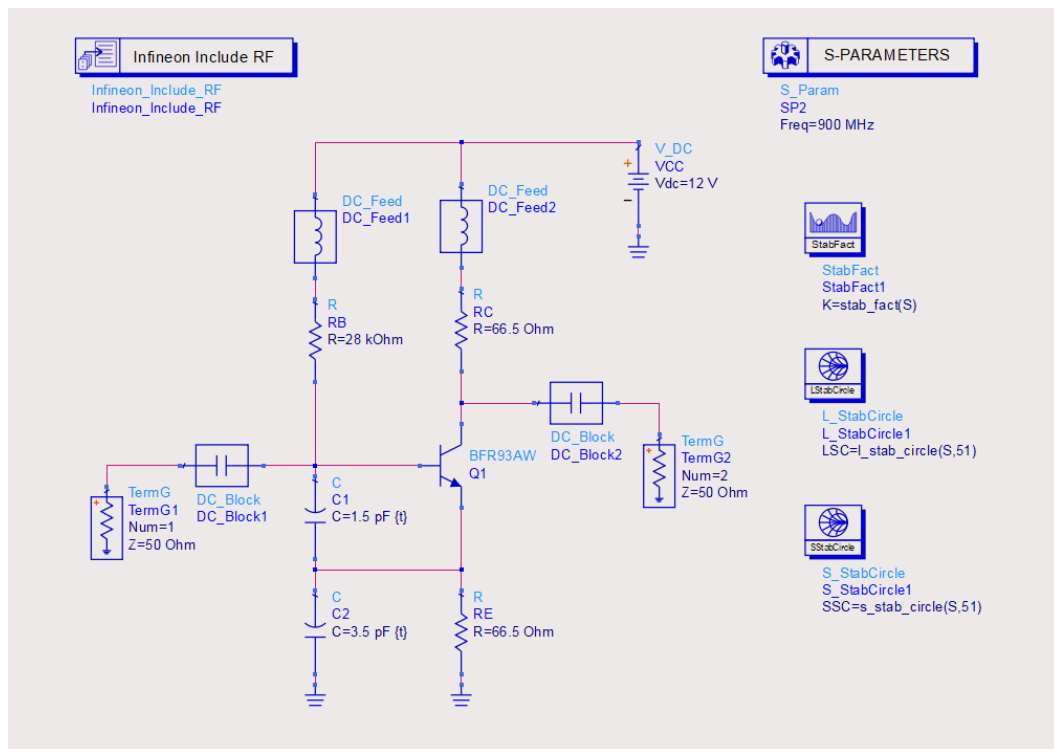 Infineon Include RF
Infineon_Include_RF
Infineon_Include_RF
S-PARAMETERS
S_Param
SP2
Freq=900 MHz
V_DC
VCC
Vdc=12 V
+
−
DC_Feed
DC_Feed1
DC_Feed
DC_Feed2
R
RB
R=28 kOhm
R
RC
R=66.5 Ohm
StabFact
StabFact
StabFact1
K=stab_fact(S)
DC_Block
DC_Block2
LStabCircle
L_StabCircle
L_StabCircle1
LSC=l_stab_circle(S,51)
BFR93AW
Q1
+
TermG
TermG2
Num=2
Z=50 Ohm
+
TermG
TermG1
Num=1
Z=50 Ohm
DC_Block
DC_Block1
C
C1
C=1.5 pF {t}
SStabCircle
S_StabCircle
S_StabCircle1
SSC=s_stab_circle(S,51)
C
C2
C=3.5 pF {t}
R
RE
R=66.5 Ohm